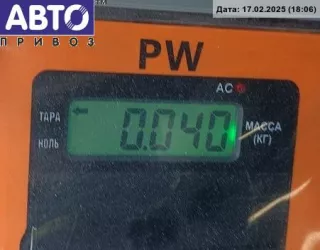 АВТО
ПРИВОЗ
Дата: 17.02.2025 (18:06)
PW
AC
ТАРА
НОЛЬ
0.040
МАССА
(КГ)